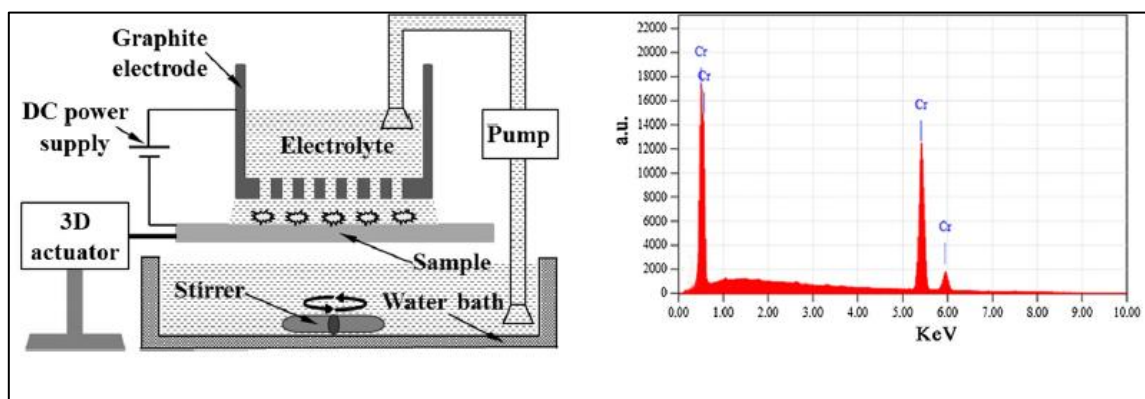 Graphite
electrode
DC power
supply
Electrolyte
Pump
3D
actuator
Sample
Stirrer
Water bath
22000
20000
18000
16000
14000
12000
10000
8000
6000
4000
2000
0
a.u.
Cr
Cr
Cr
Cr
0.00 1.00 2.00 3.00 4.00 5.00 6.00 7.00 8.00 9.00 10.00
KeV